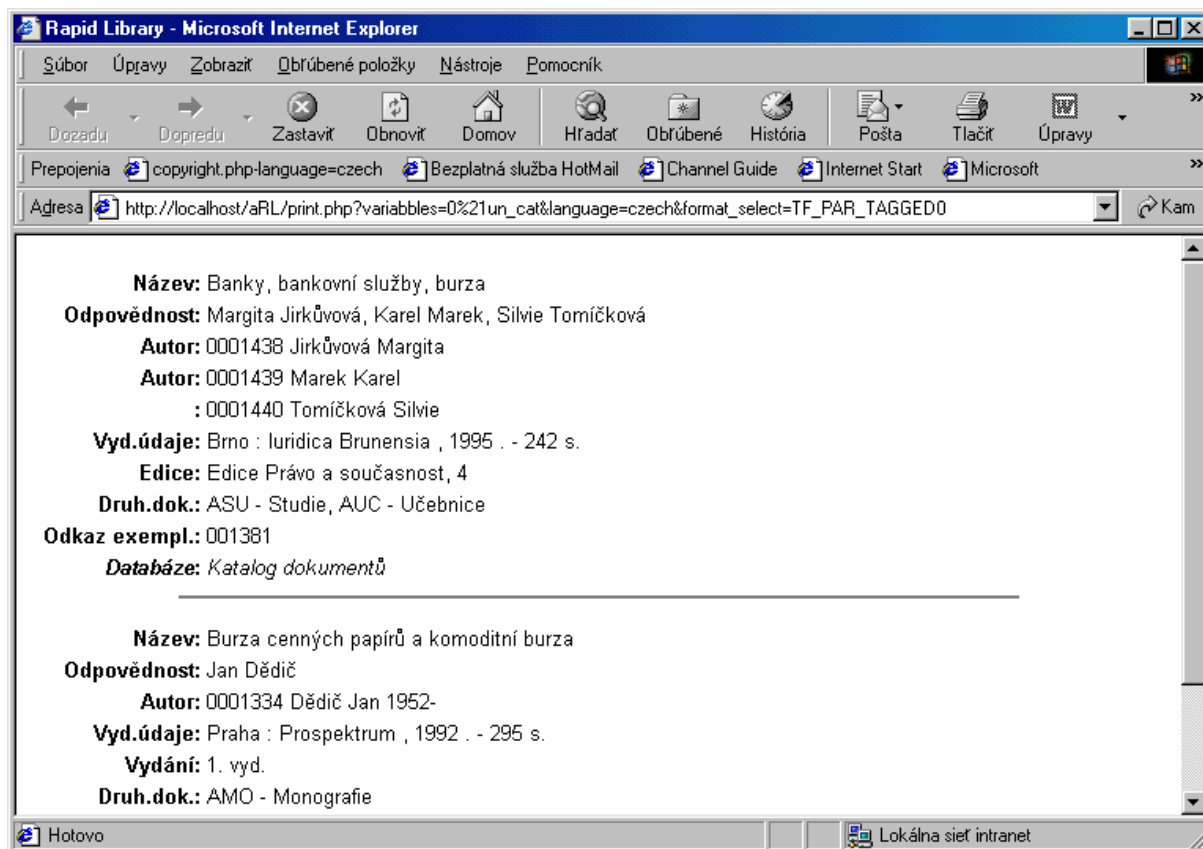 Rapid Library - Microsoft Internet Explorer
Súbor Úpravy Zobraziť Obľúbené položky Nástroje Pomocník
Dozadu Dopredu Zastaviť Obnoviť Domov Hľadať Obľúbené História Pošta Tlačiť Úpravy
Prepojenia copyright.php-language=czech Bezplatná služba HotMail Channel Guide Internet Start Microsoft
Adresa http://localhost/aRL/print.php?variabbles=0%21un_cat&language=czech&format_select=TF_PAR_TAGGED0 Kam
Název: Banky, bankovní služby, burza
Odpovědnost: Margita Jirkůvová, Karel Marek, Silvie Tomíčková
Autor: 0001438 Jirkůvová Margita
Autor: 0001439 Marek Karel
: 0001440 Tomíčková Silvie
Vyd.údaje: Brno : Iuridica Brunensia , 1995 . - 242 s.
Edice: Edice Právo a současnost, 4
Druh.dok.: ASU - Studie, AUC - Učebnice
Odkaz exempl.: 001381
Databáze: Katalog dokumentů
Název: Burza cenných papírů a komoditní burza
Odpovědnost: Jan Dědič
Autor: 0001334 Dědič Jan 1952-
Vyd.údaje: Praha : Prospektrum , 1992 . - 295 s.
Vydání: 1. vyd.
Druh.dok.: AMO - Monografie
Hotovo Lokálna sieť intranet